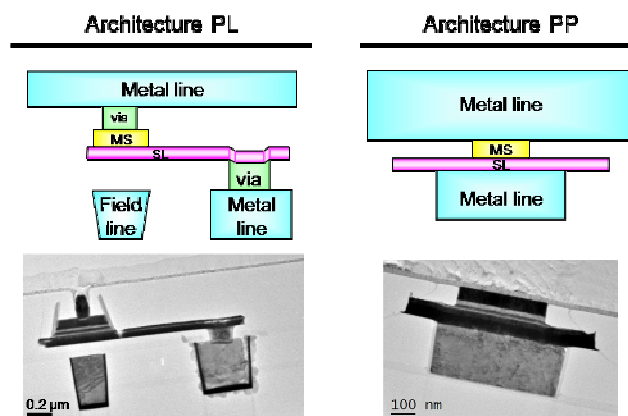 Architecture PL
Architecture PP
Metal line
via
MS
SL
via
Field
line
Metal
line
Metal line
MS
SL
Metal line
0.2 µm
100 nm